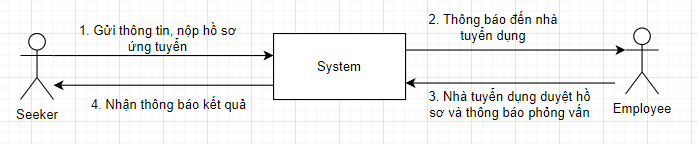 1. Gửi thông tin, nộp hồ sơ
ứng tuyển
2. Thông báo đến nhà
tuyển dụng
System
4. Nhận thông báo kết quả
3. Nhà tuyển dụng duyệt hồ
sơ và thông báo phỏng vấn
Seeker
Employee